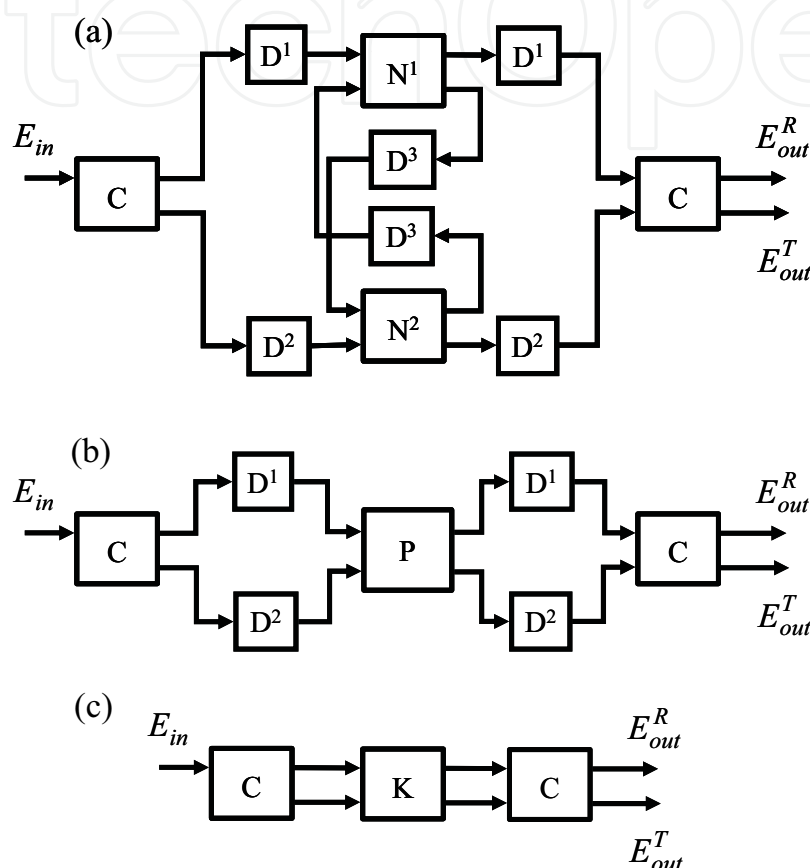 (a)
D¹ N¹ D¹
E_in C D³ C E_out^R
D³ E_out^T
D² N² D²
(b)
D¹ D¹
E_in C P C E_out^R
D² D² E_out^T
(c)
E_in C K C E_out^R
E_out^T